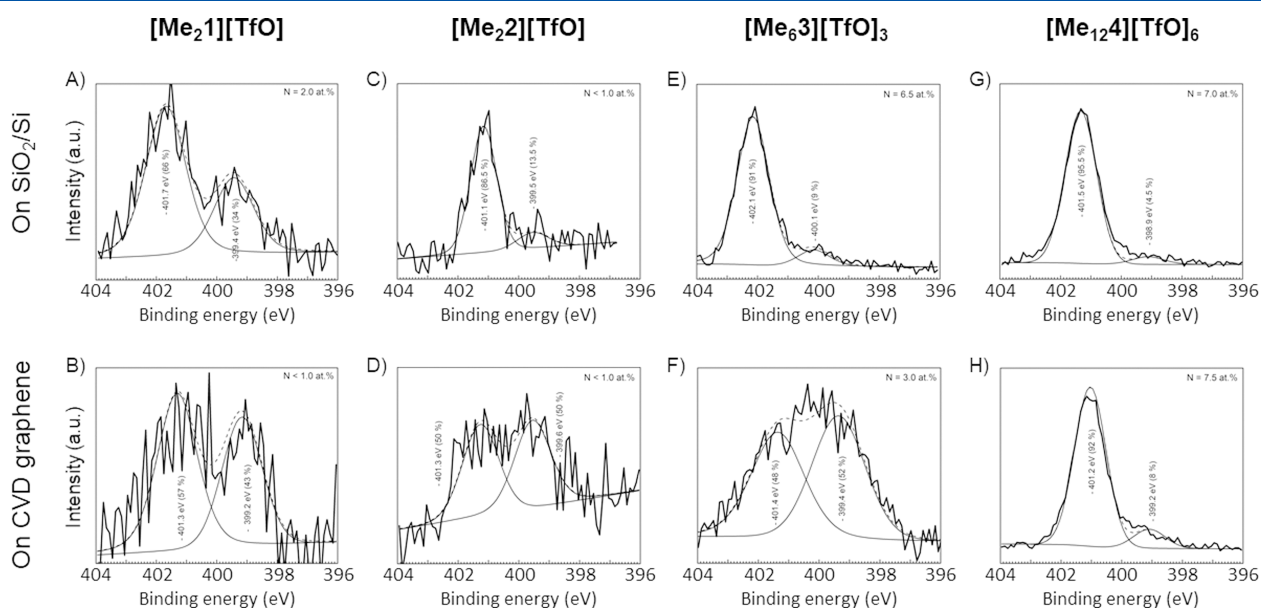 [Me₂1][TfO]
[Me₂2][TfO]
[Me₆3][TfO]₃
[Me₁₂4][TfO]₆
On SiO₂/Si
A)
N = 2.0 at.%
Intensity (a.u.)
- 401.7 eV (66 %)
-399.4 eV (34 %)
404 402 400 398 396
Binding energy (eV)
C)
N < 1.0 at.%
- 401.1 eV (86.5 %)
- 399.5 eV (13.5 %)
404 402 400 398 396
Binding energy (eV)
E)
N = 6.5 at.%
- 402.1 eV (91 %)
- 400.1 eV (9 %)
404 402 400 398 396
Binding energy (eV)
G)
N = 7.0 at.%
- 401.5 eV (95.5 %)
- 398.9 eV (4.5 %)
404 402 400 398 396
Binding energy (eV)
On CVD graphene
B)
N < 1.0 at.%
Intensity (a.u.)
- 401.3 eV (57 %)
- 399.2 eV (43 %)
404 402 400 398 396
Binding energy (eV)
D)
N < 1.0 at.%
- 401.3 eV (50 %)
- 399.6 eV (50 %)
404 402 400 398 396
Binding energy (eV)
F)
N = 3.0 at.%
- 401.4 eV (48 %)
- 399.4 eV (52 %)
404 402 400 398 396
Binding energy (eV)
H)
N = 7.5 at.%
- 401.2 eV (92 %)
- 399.2 eV (8 %)
404 402 400 398 396
Binding energy (eV)